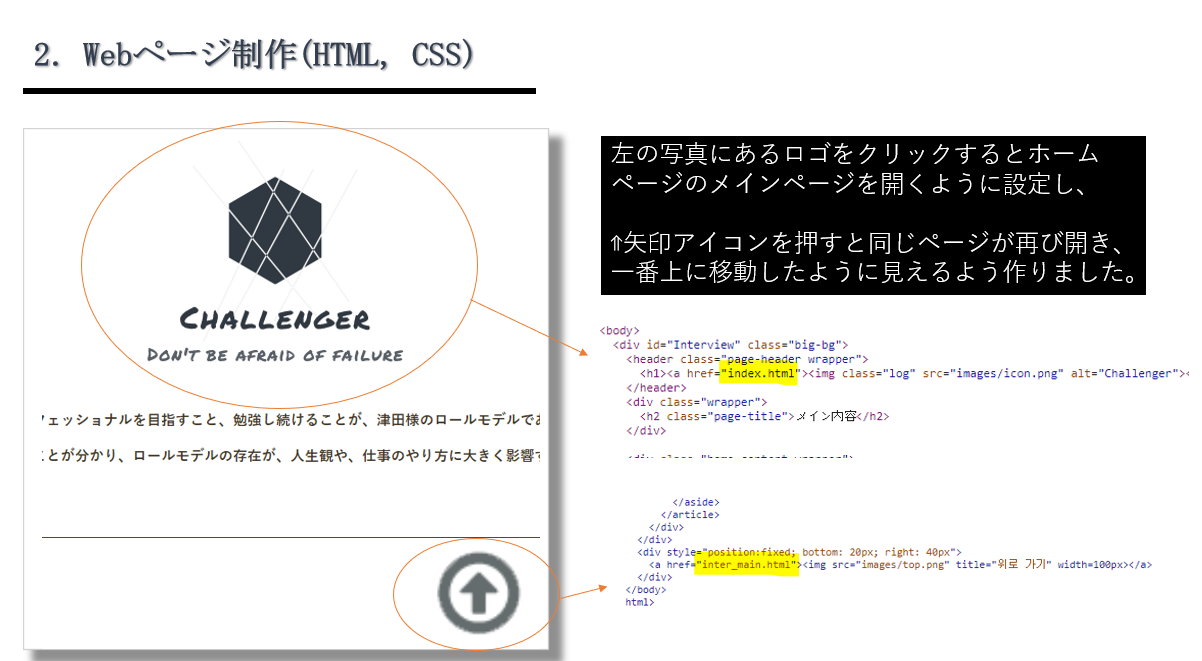 2. Webページ制作(HTML, CSS)
CHALLENGER
DON'T BE AFRAID OF FAILURE
フェッショナルを目指すこと、勉強し続けることが、津田様のロールモデルであ
ことが分かり、ロールモデルの存在が、人生観や、仕事のやり方に大きく影響す
左の写真にあるロゴをクリックするとホーム
ページのメインページを開くように設定し、
⇑矢印アイコンを押すと同じページが再び開き、
一番上に移動したように見えるよう作りました。
<body>
<div id="Interview" class="big-bg">
<header class="page-header wrapper">
<h1><a href="index.html"><img class="log" src="images/icon.png" alt="Challenger"><
</header>
<div class="wrapper">
<h2 class="page-title">メイン内容</h2>
</div>
</aside>
</article>
</div>
</div>
<div style="position:fixed; bottom: 20px; right: 40px">
<a href="inter_main.html"><img src="images/top.png" title="위로 가기" width=100px></a>
</div>
</body>
html>